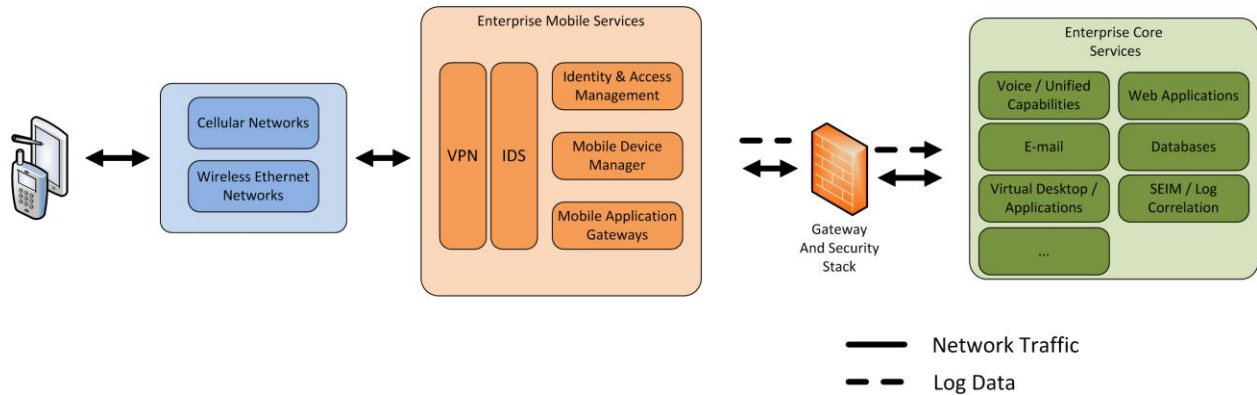 Enterprise Mobile Services
Enterprise Core
Services
Cellular Networks
Wireless Ethernet
Networks
VPN
IDS
Identity & Access
Management
Mobile Device
Manager
Mobile Application
Gateways
Gateway
And Security
Stack
Voice / Unified
Capabilities
Web Applications
E-mail
Databases
Virtual Desktop /
Applications
SEIM / Log
Correlation
...
Network Traffic
Log Data